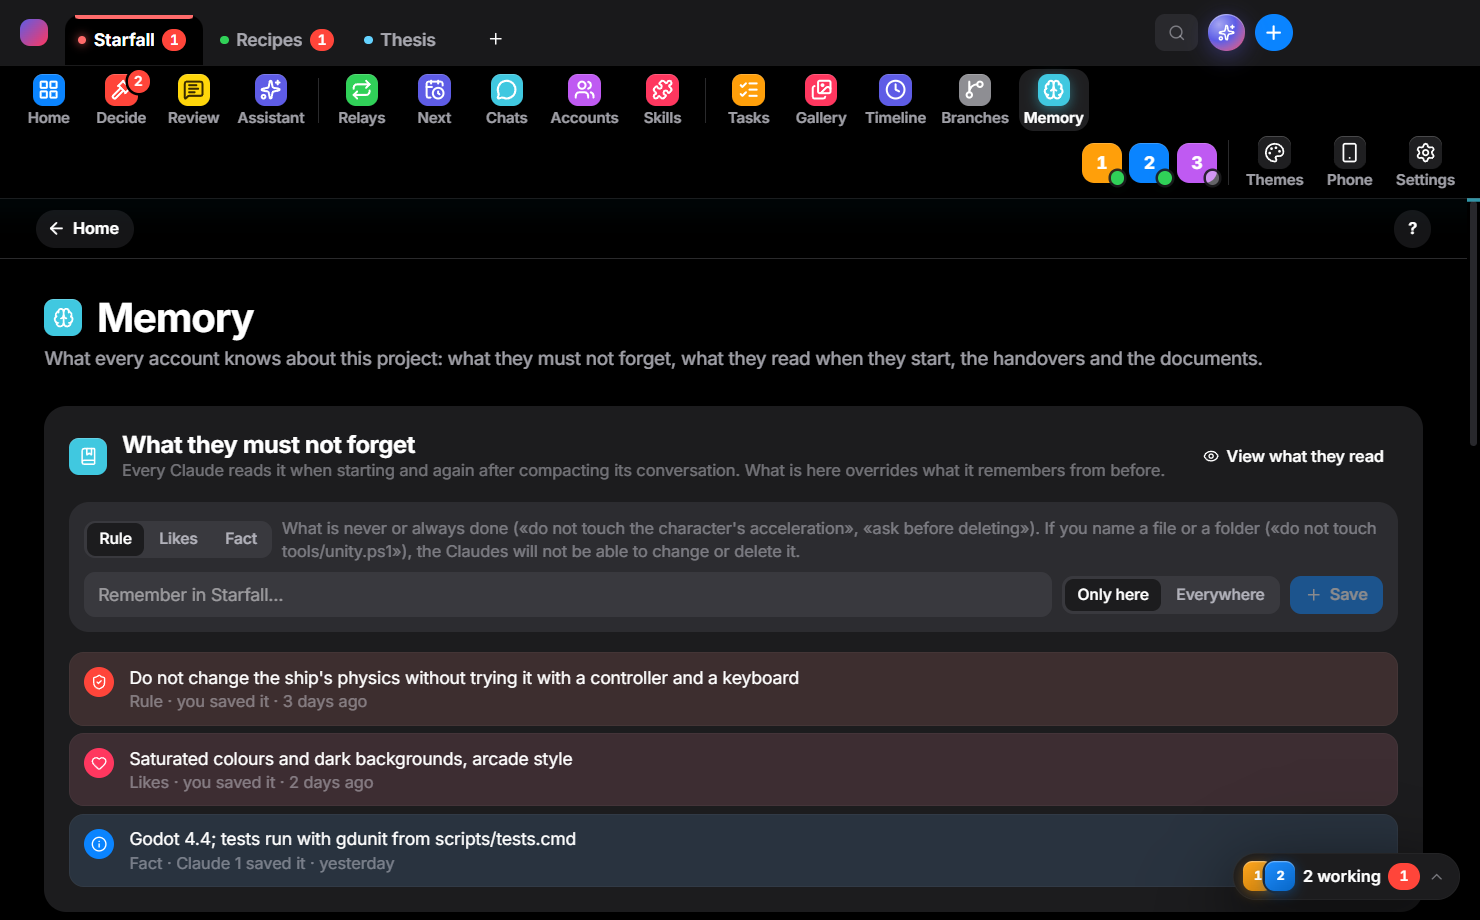 Starfall 1
Recipes 1
Thesis
+
Home
Decide 2
Review
Assistant
Relays
Next
Chats
Accounts
Skills
Tasks
Gallery
Timeline
Branches
Memory
1
2
3
Themes
Phone
Settings
Home
?
Memory
What every account knows about this project: what they must not forget, what they read when they start, the handovers and the documents.
What they must not forget
Every Claude reads it when starting and again after compacting its conversation. What is here overrides what it remembers from before.
View what they read
Rule
Likes
Fact
What is never or always done («do not touch the character's acceleration», «ask before deleting»). If you name a file or a folder («do not touch
tools/unity.ps1»), the Claudes will not be able to change or delete it.
Remember in Starfall...
Only here
Everywhere
+ Save
Do not change the ship's physics without trying it with a controller and a keyboard
Rule · you saved it · 3 days ago
Saturated colours and dark backgrounds, arcade style
Likes · you saved it · 2 days ago
Godot 4.4; tests run with gdunit from scripts/tests.cmd
Fact · Claude 1 saved it · yesterday
1 2 2 working 1